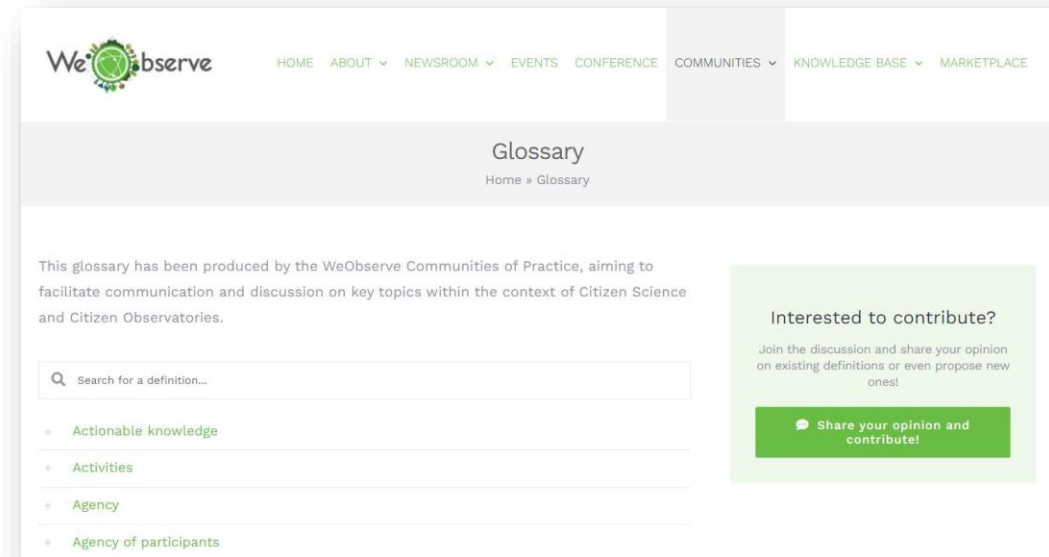 WeObserve
HOME ABOUT NEWSROOM EVENTS CONFERENCE COMMUNITIES KNOWLEDGE BASE MARKETPLACE
Glossary
Home » Glossary
This glossary has been produced by the WeObserve Communities of Practice, aiming to
facilitate communication and discussion on key topics within the context of Citizen Science
and Citizen Observatories.
Search for a definition...
+ Actionable knowledge
+ Activities
+ Agency
+ Agency of participants
Interested to contribute?
Join the discussion and share your opinion
on existing definitions or even propose new
ones!
Share your opinion and
contribute!